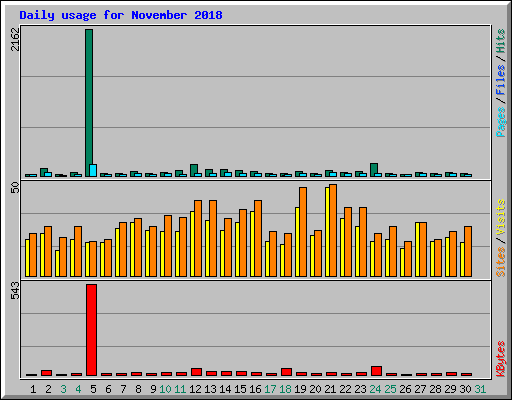 Daily usage for November 2018
2162
Pages / Files / Hits
50
Sites / Visits
543
KBytes
1 2 3 4 5 6 7 8 9 10 11 12 13 14 15 16 17 18 19 20 21 22 23 24 25 26 27 28 29 30 31